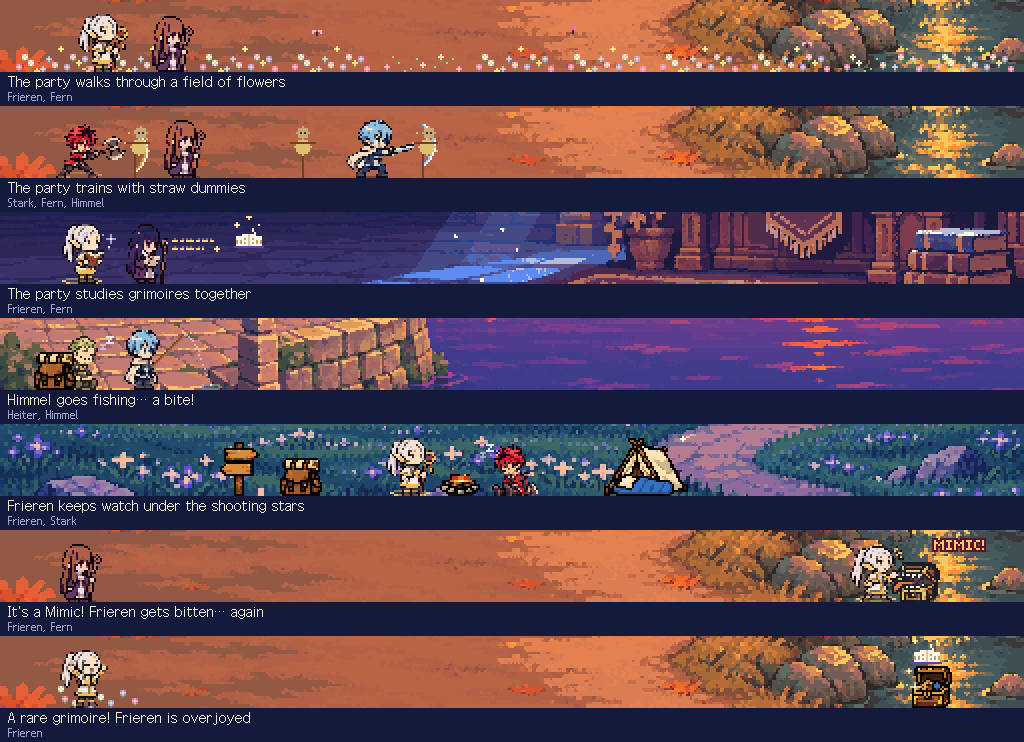 The party walks through a field of flowers
Frieren, Fern
The party trains with straw dummies
Stark, Fern, Himmel
The party studies grimoires together
Frieren, Fern
z
Himmel goes fishing… a bite!
Heiter, Himmel
z
Frieren keeps watch under the shooting stars
Frieren, Stark
MIMIC!
It's a Mimic! Frieren gets bitten… again
Frieren, Fern
A rare grimoire! Frieren is overjoyed
Frieren